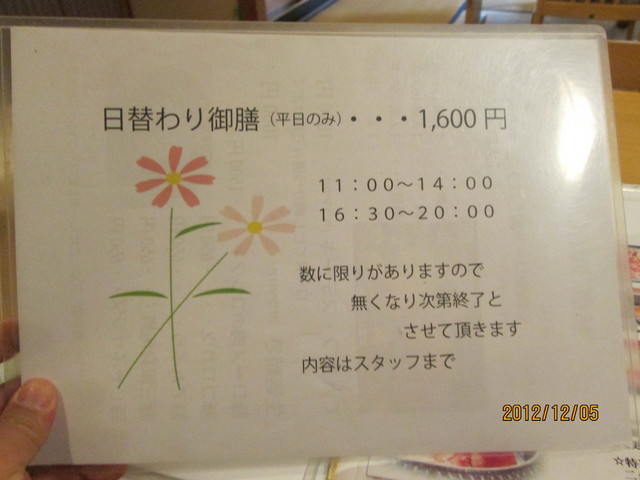 日替わり御膳（平日のみ）・・・1,600 円
１１：００～１４：００
１６：３０～２０：００
数に限りがありますので
無くなり次第終了と
させて頂きます
内容はスタッフまで
2012/12/05
☆特